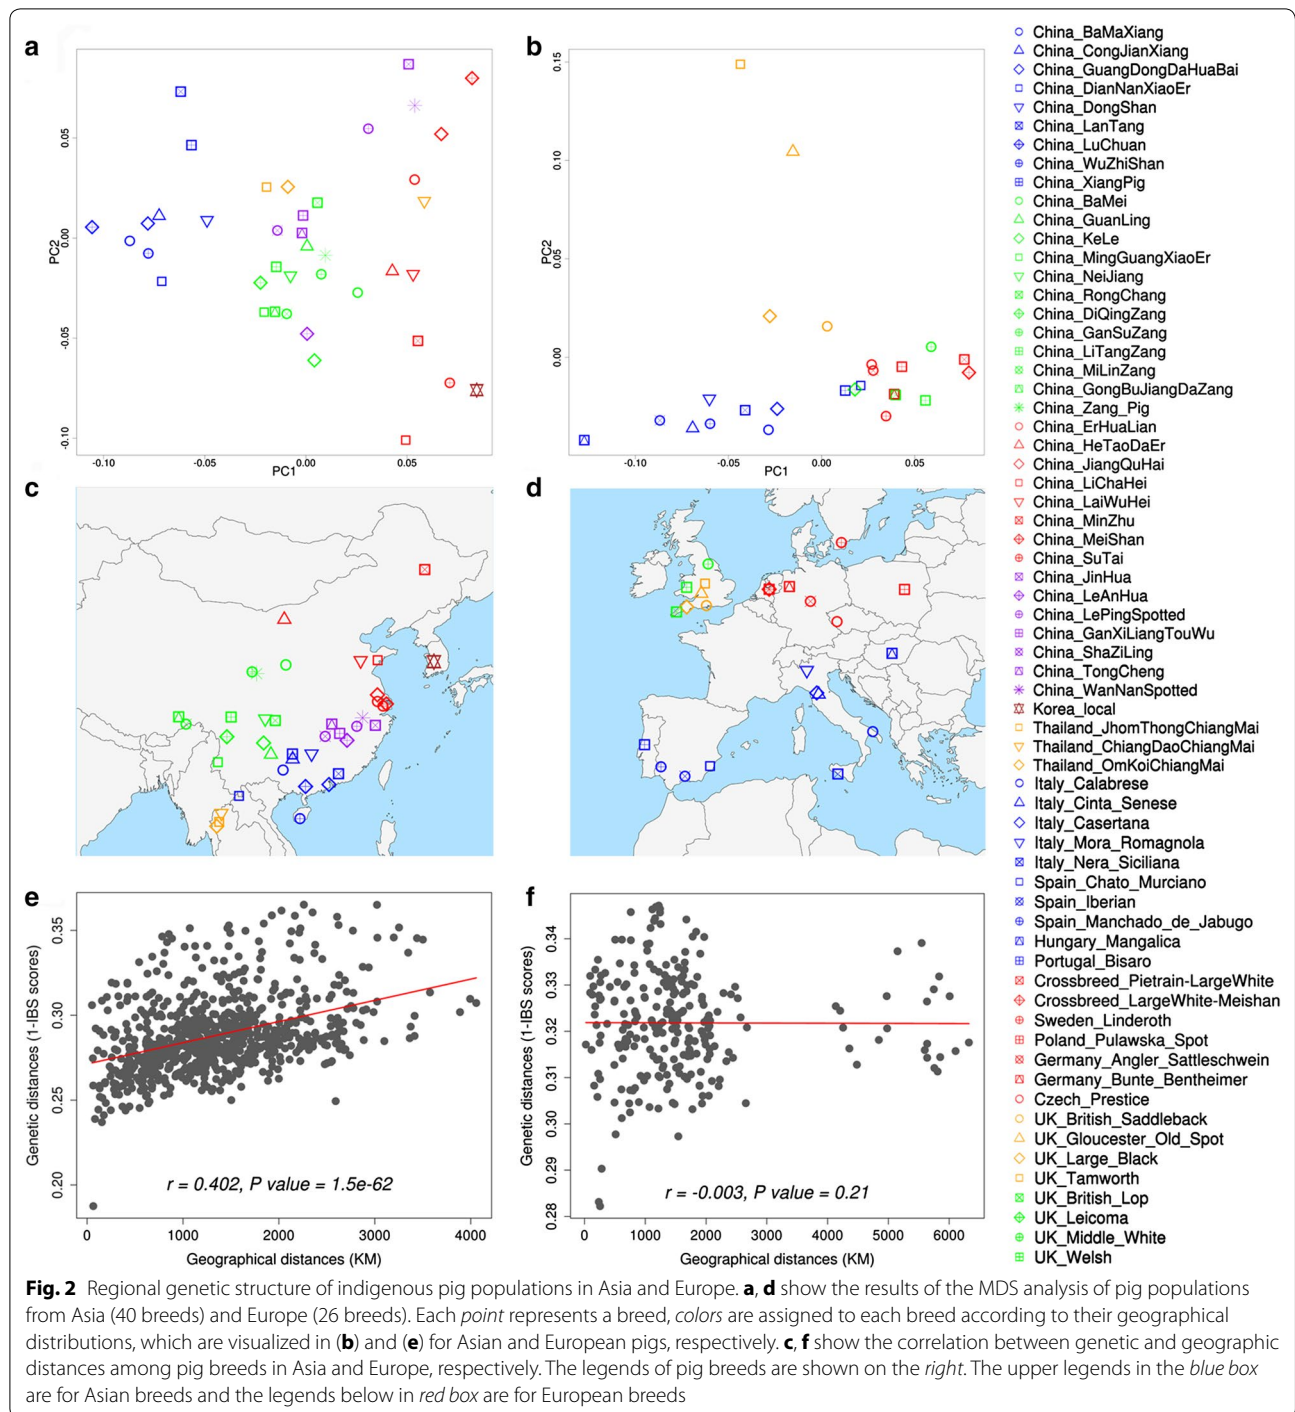 a
0.05
0.00
-0.05
-0.10
PC2
-0.10
-0.05
0.00
0.05
PC1
b
0.15
0.10
0.05
0.00
PC2
-0.10
-0.05
0.00
0.05
PC1
c
d
e
0.35
0.30
0.25
0.20
Genetic distances (1-IBS scores)
r = 0.402, P value = 1.5e-62
0
1000
2000
3000
4000
Geographical distances (KM)
f
0.34
0.33
0.32
0.31
0.30
0.29
0.28
Genetic distances (1-IBS scores)
r = -0.003, P value = 0.21
0
1000
2000
3000
4000
5000
6000
Geographical distances (KM)
China_BaMaXiang
China_CongJianXiang
China_GuangDongDaHuaBai
China_DianNanXiaoEr
China_DongShan
China_LanTang
China_LuChuan
China_WuZhiShan
China_XiangPig
China_BaMei
China_GuanLing
China_KeLe
China_MingGuangXiaoEr
China_NeiJiang
China_RongChang
China_DiQingZang
China_GanSuZang
China_LiTangZang
China_MiLinZang
China_GongBuJiangDaZang
China_Zang_Pig
China_ErHuaLian
China_HeTaoDaEr
China_JiangQuHai
China_LiChaHei
China_LaiWuHei
China_MinZhu
China_MeiShan
China_SuTai
China_JinHua
China_LeAnHua
China_LePingSpotted
China_GanXiLiangTouWu
China_ShaZiLing
China_TongCheng
China_WanNanSpotted
Korea_local
Thailand_JhomThongChiangMai
Thailand_ChiangDaoChiangMai
Thailand_OmKoiChiangMai
Italy_Calabrese
Italy_Cinta_Senese
Italy_Casertana
Italy_Mora_Romagnola
Italy_Nera_Siciliana
Spain_Chato_Murciano
Spain_Iberian
Spain_Manchado_de_Jabugo
Hungary_Mangalica
Portugal_Bisaro
Crossbreed_Pietrain-LargeWhite
Crossbreed_LargeWhite-Meishan
Sweden_Linderoth
Poland_Pulawska_Spot
Germany_Angler_Sattleschwein
Germany_Bunte_Bentheimer
Czech_Prestice
UK_British_Saddleback
UK_Gloucester_Old_Spot
UK_Large_Black
UK_Tamworth
UK_British_Lop
UK_Leicoma
UK_Middle_White
UK_Welsh
Fig. 2 Regional genetic structure of indigenous pig populations in Asia and Europe. a, d show the results of the MDS analysis of pig populations
from Asia (40 breeds) and Europe (26 breeds). Each point represents a breed, colors are assigned to each breed according to their geographical
distributions, which are visualized in (b) and (e) for Asian and European pigs, respectively. c, f show the correlation between genetic and geographic
distances among pig breeds in Asia and Europe, respectively. The legends of pig breeds are shown on the right. The upper legends in the blue box
are for Asian breeds and the legends below in red box are for European breeds